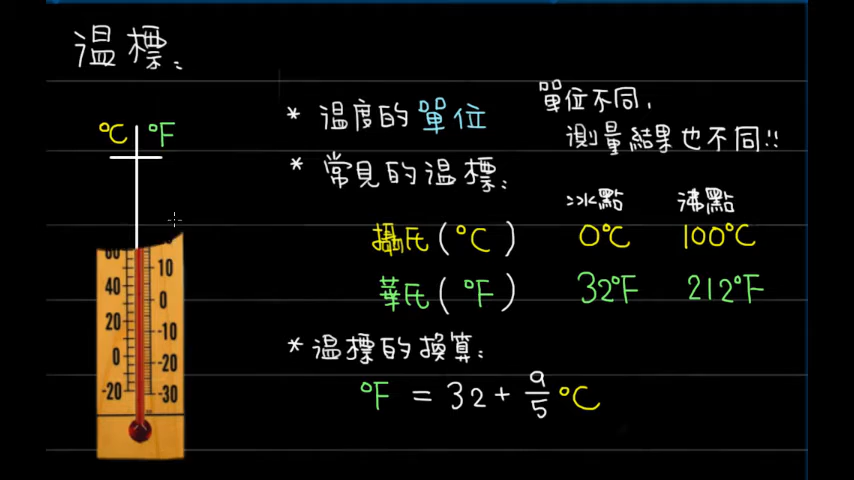 溫標:
°C °F
* 溫度的單位
單位不同,
測量結果也不同!!
* 常見的溫標:
冰點 沸點
攝氏(°C) 0°C 100°C
華氏(°F) 32°F 212°F
* 溫標的換算:
°F = 32 + 9/5 °C
10
40 0
20 -10
0 -20
-20 -30